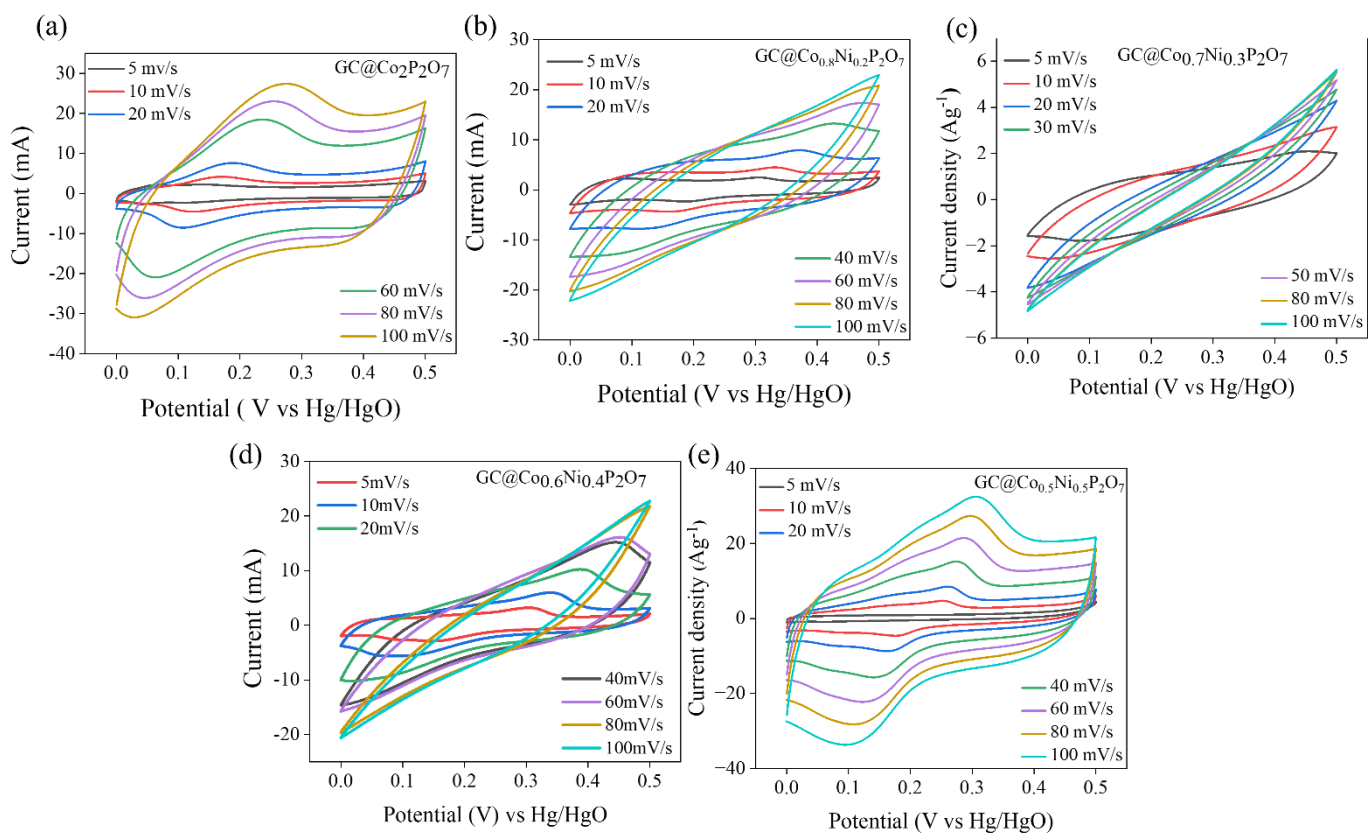 (a)
GC@Co₂P₂O₇
5 mv/s
10 mV/s
20 mV/s
60 mV/s
80 mV/s
100 mV/s
30
20
10
0
-10
-20
-30
-40
0.0 0.1 0.2 0.3 0.4 0.5
Current (mA)
Potential ( V vs Hg/HgO)
(b)
GC@Co₀.₈Ni₀.₂P₂O₇
5 mV/s
10 mV/s
20 mV/s
40 mV/s
60 mV/s
80 mV/s
100 mV/s
30
20
10
0
-10
-20
-30
0.0 0.1 0.2 0.3 0.4 0.5
Current (mA)
Potential (V vs Hg/HgO)
(c)
GC@Co₀.₇Ni₀.₃P₂O₇
5 mV/s
10 mV/s
20 mV/s
30 mV/s
50 mV/s
80 mV/s
100 mV/s
6
4
2
0
−2
−4
−6
0.0 0.1 0.2 0.3 0.4 0.5
Current density (Ag⁻¹)
Potential (V vs Hg/HgO)
(d)
GC@Co₀.₆Ni₀.₄P₂O₇
5mV/s
10mV/s
20mV/s
40mV/s
60mV/s
80mV/s
100mV/s
30
20
10
0
-10
-20
0.0 0.1 0.2 0.3 0.4 0.5
Current (mA)
Potential (V) vs Hg/HgO
(e)
GC@Co₀.₅Ni₀.₅P₂O₇
5 mV/s
10 mV/s
20 mV/s
40 mV/s
60 mV/s
80 mV/s
100 mV/s
40
20
0
−20
−40
0.0 0.1 0.2 0.3 0.4 0.5
Current density (Ag⁻¹)
Potential (V vs Hg/HgO)